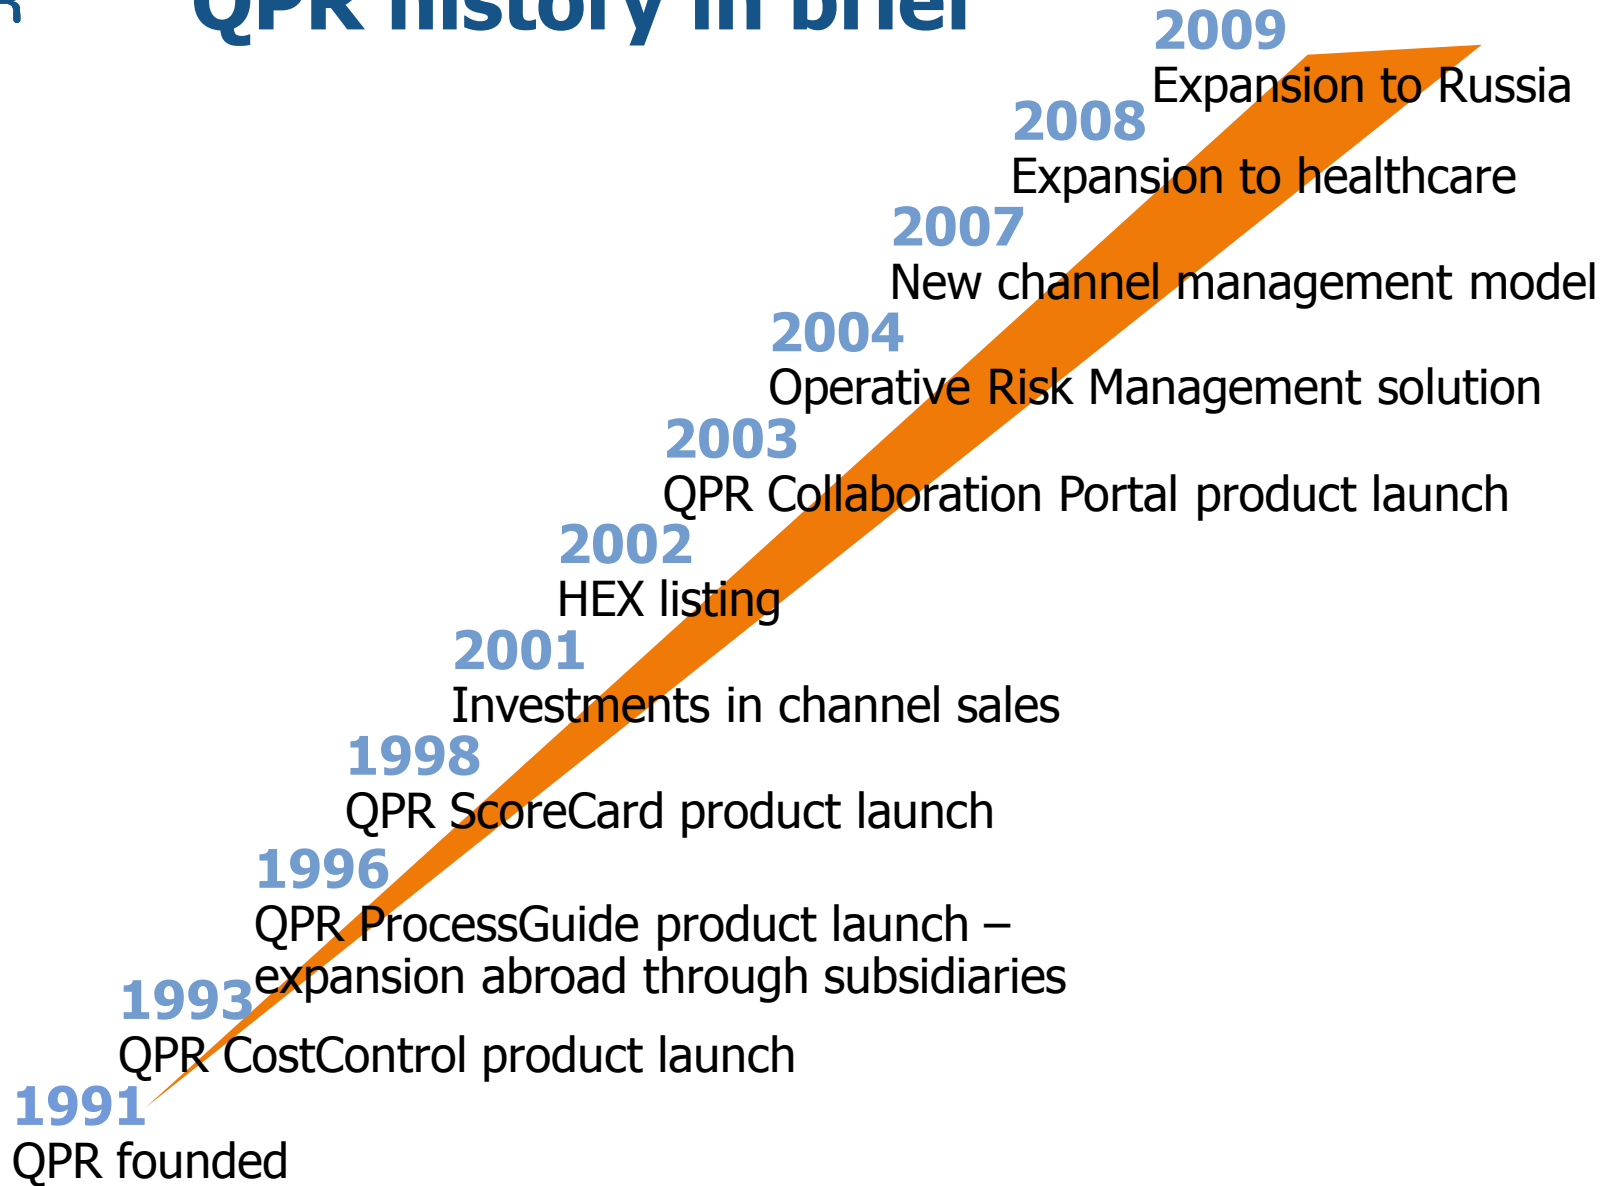 QPR history in brief
2009
Expansion to Russia
2008
Expansion to healthcare
2007
New channel management model
2004
Operative Risk Management solution
2003
QPR Collaboration Portal product launch
2002
HEX listing
2001
Investments in channel sales
1998
QPR ScoreCard product launch
1996
QPR ProcessGuide product launch –
expansion abroad through subsidiaries
1993
QPR CostControl product launch
1991
QPR founded